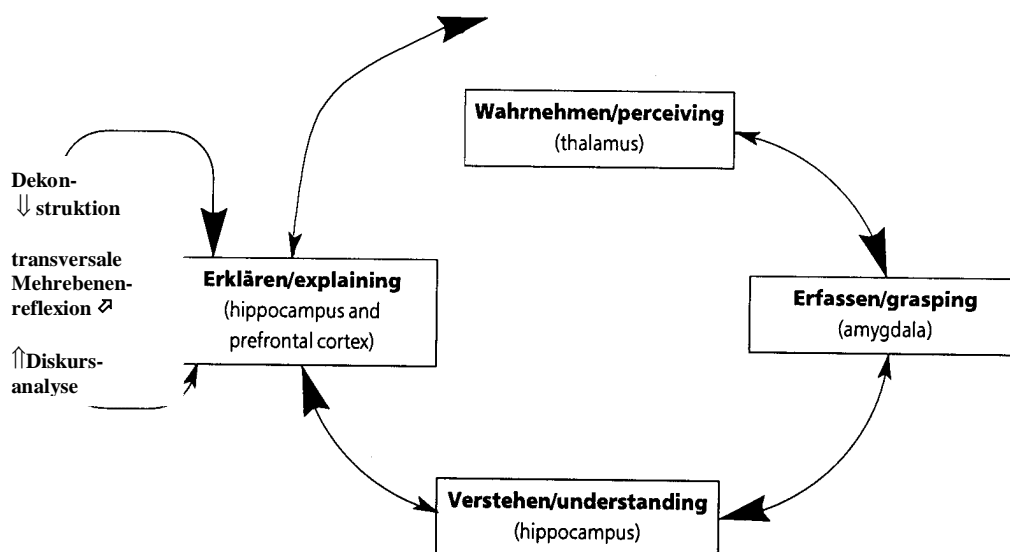 Wahrnehmen/perceiving
(thalamus)
Dekon-
⇓ struktion
transversale
Mehrebenen-
reflexion ⬀
⇑Diskurs-
analyse
Erklären/explaining
(hippocampus and
prefrontal cortex)
Erfassen/grasping
(amygdala)
Verstehen/understanding
(hippocampus)